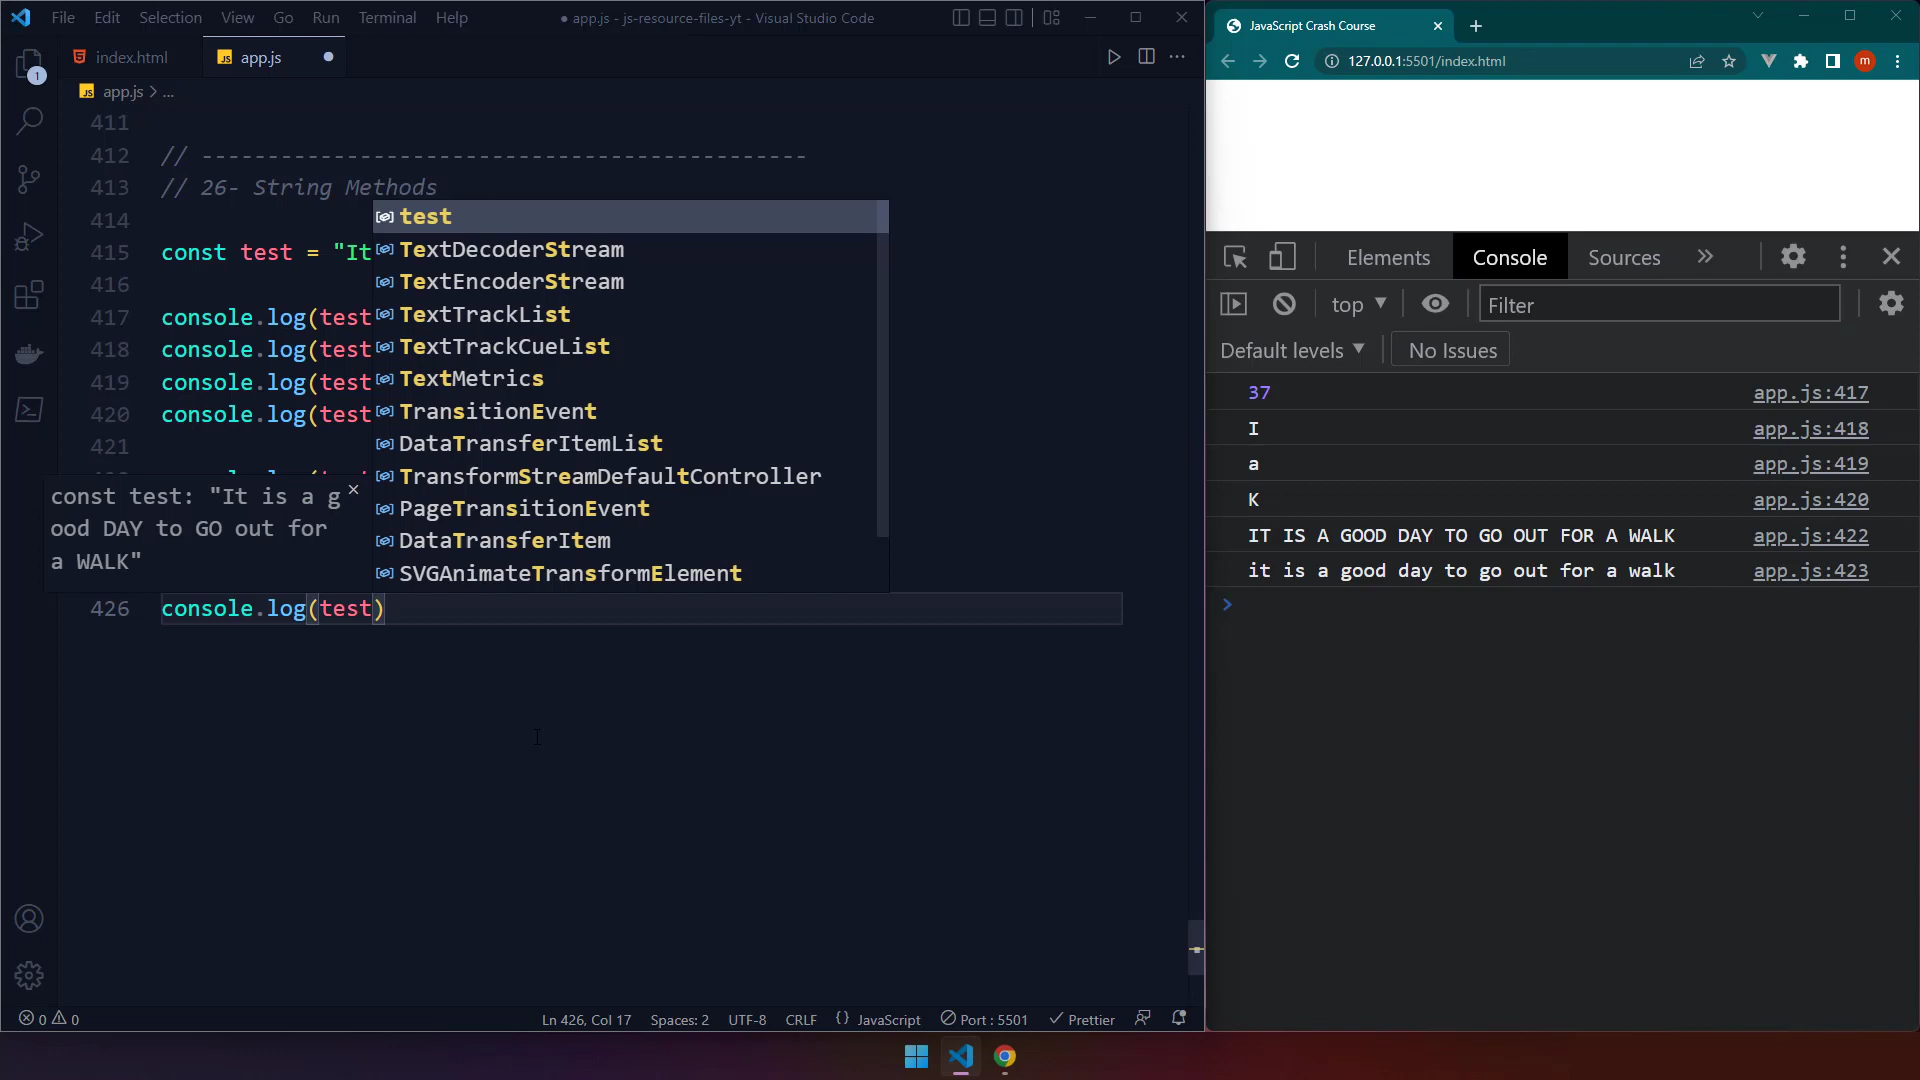 File Edit Selection View Go Run Terminal Help
● app.js - js-resource-files-yt - Visual Studio Code
1
index.html
JS app.js
JS app.js > ...
411
412 // ----------------------------------------------
413 // 26- String Methods
414
415 const test = "It
416
417 console.log(test
418 console.log(test
419 console.log(test
420 console.log(test
421
test
TextDecoderStream
TextEncoderStream
TextTrackList
TextTrackCueList
TextMetrics
TransitionEvent
DataTransferItemList
TransformStreamDefaultController
PageTransitionEvent
DataTransferItem
SVGAnimateTransformElement
const test: "It is a g
ood DAY to GO out for
a WALK"
426 console.log(test)
0 0
Ln 426, Col 17 Spaces: 2 UTF-8 CRLF {} JavaScript Port : 5501 Prettier
JavaScript Crash Course
127.0.0.1:5501/index.html
m
Elements Console Sources
top Filter
Default levels No Issues
37 app.js:417
I app.js:418
a app.js:419
K app.js:420
IT IS A GOOD DAY TO GO OUT FOR A WALK app.js:422
it is a good day to go out for a walk app.js:423